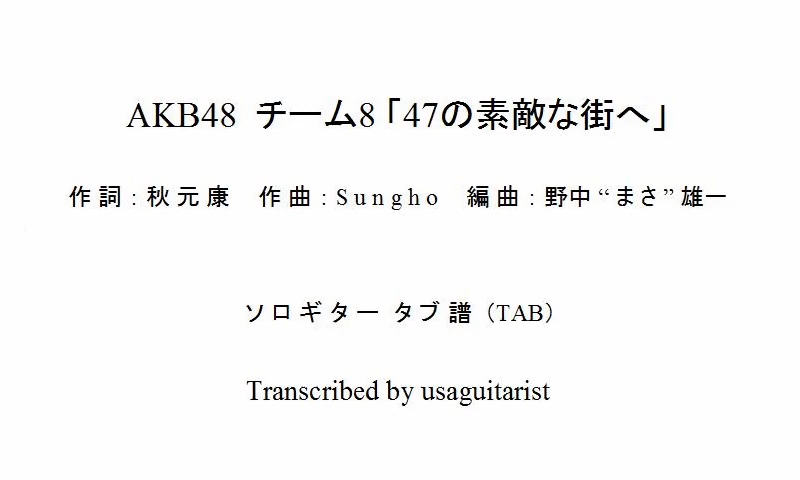 AKB48 チーム8「47の素敵な街へ」
作詞：秋元康　作曲：Sungho　編曲：野中“まさ”雄一
ソロギター タブ譜（TAB）
Transcribed by usaguitarist